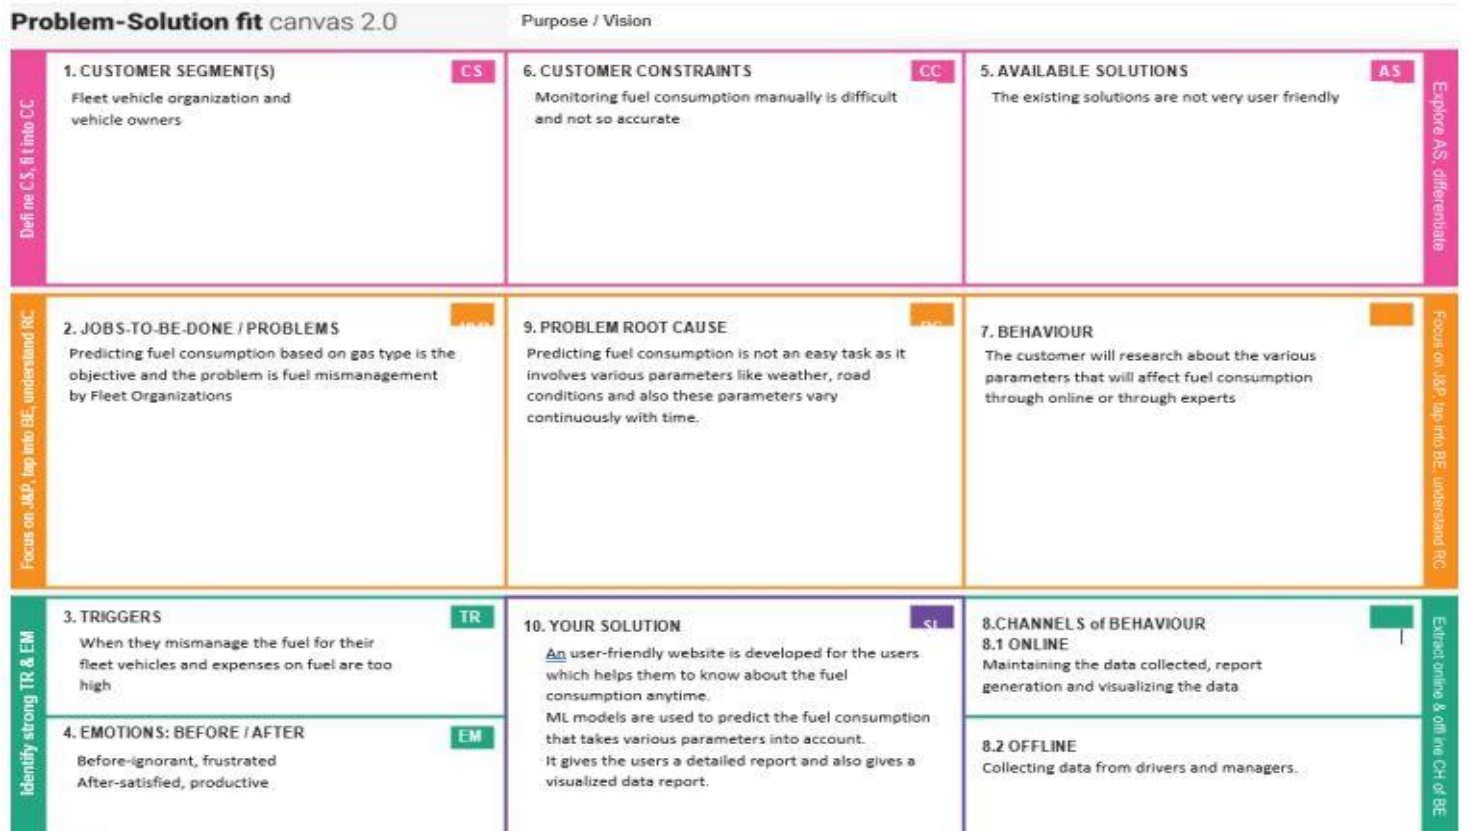 Problem-Solution fit canvas 2.0
Purpose / Vision
Define CS, fit into CC
1. CUSTOMER SEGMENT(S)
CS
Fleet vehicle organization and
vehicle owners
6. CUSTOMER CONSTRAINTS
CC
Monitoring fuel consumption manually is difficult
and not so accurate
5. AVAILABLE SOLUTIONS
AS
The existing solutions are not very user friendly
Explore AS, differentiate
Focus on J&P, tap into BE, understand RC
2. JOBS-TO-BE-DONE / PROBLEMS
Predicting fuel consumption based on gas type is the
objective and the problem is fuel mismanagement
by Fleet Organizations
9. PROBLEM ROOT CAUSE
Predicting fuel consumption is not an easy task as it
involves various parameters like weather, road
conditions and also these parameters vary
continuously with time.
7. BEHAVIOUR
The customer will research about the various
parameters that will affect fuel consumption
through online or through experts
Focus on J&P, tap into BE, understand RC
Identify strong TR & EM
3. TRIGGERS
TR
When they mismanage the fuel for their
fleet vehicles and expenses on fuel are too
high
4. EMOTIONS: BEFORE / AFTER
EM
Before-ignorant, frustrated
After-satisfied, productive
10. YOUR SOLUTION
SL
An user-friendly website is developed for the users
which helps them to know about the fuel
consumption anytime.
ML models are used to predict the fuel consumption
that takes various parameters into account.
It gives the users a detailed report and also gives a
visualized data report.
8.CHANNELS of BEHAVIOUR
8.1 ONLINE
Maintaining the data collected, report
generation and visualizing the data
8.2 OFFLINE
Collecting data from drivers and managers.
Extract online & offline CH of BE